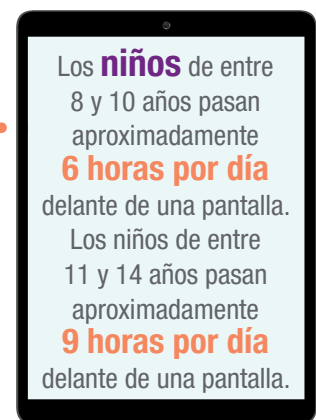 Los niños de entre
8 y 10 años pasan
aproximadamente
6 horas por día
delante de una pantalla.
Los niños de entre
11 y 14 años pasan
aproximadamente
9 horas por día
delante de una pantalla.